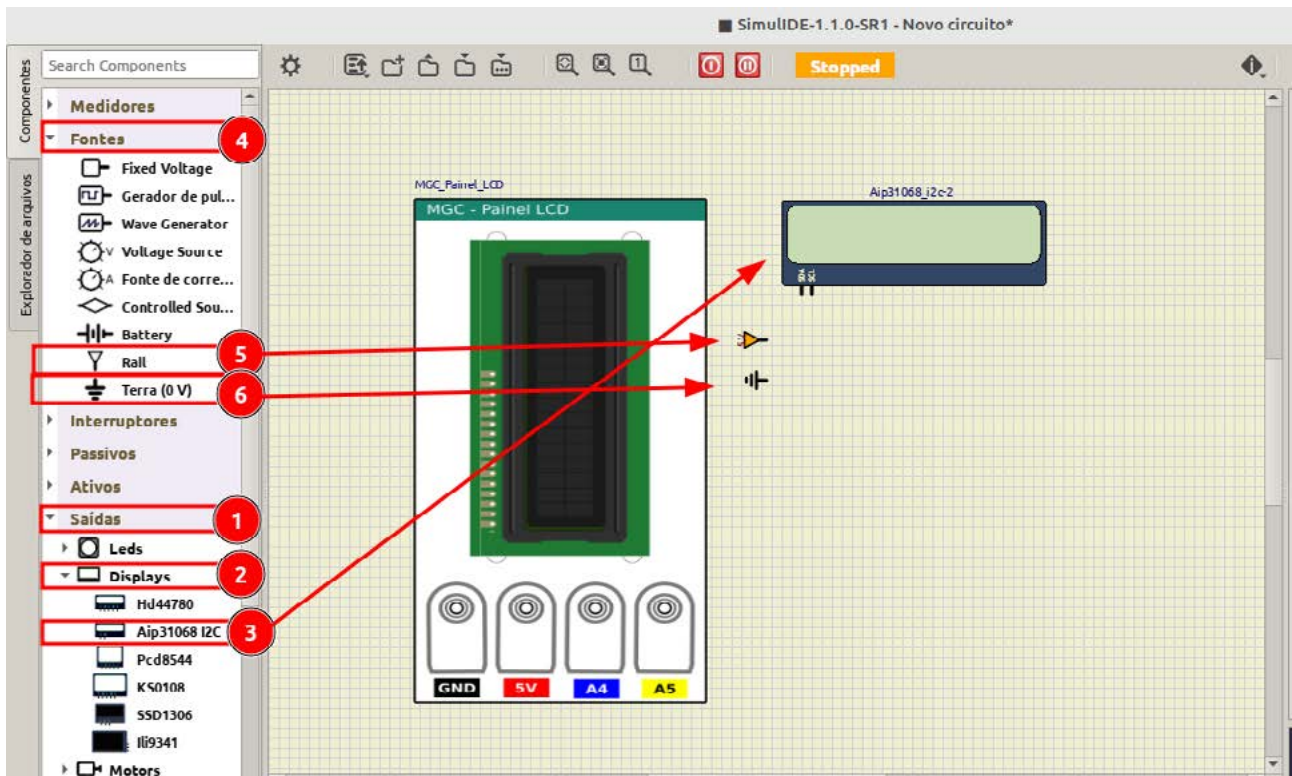 SimulIDE-1.1.0-SR1 - Novo circuito*
Componentes
Explorador de arquivos
Search Components
Stopped
Medidores
Fontes
4
Fixed Voltage
Gerador de pul...
Wave Generator
Voltage Source
Fonte de corre...
Controlled Sou...
Battery
Rail
5
Terra (0 V)
6
Interruptores
Passivos
Ativos
Saídas
1
Leds
Displays
2
Hd44780
Aip31068 I2C
3
Pcd8544
KS0108
SSD1306
Ili9341
Motors
MGC_Painel_LCD
MGC - Painel LCD
GND 5V A4 A5
Aip31068_i2c-2
SDA SCL